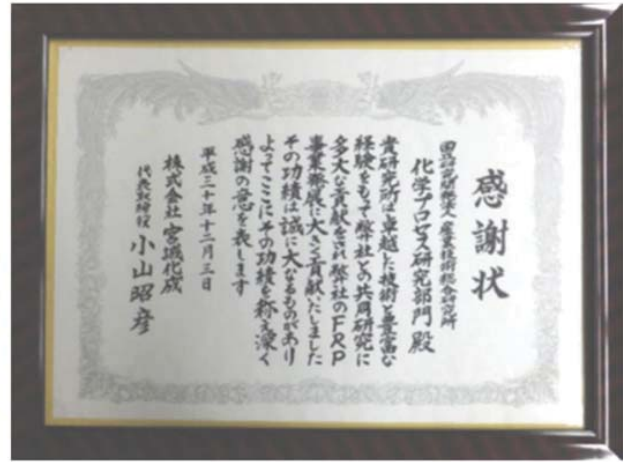 感謝状
国立研究開発法人 産業技術総合研究所
化学プロセス研究部門 殿
貴研究所は卓越した技術と豊富な
経験をもって弊社との共同研究に
多大な貢献をされ弊社のFRP
事業発展に大きく貢献いたしました
その功績は誠に大なるものがあり
よってここにその功績を称え深く
感謝の意を表します
平成三十年十二月三日
株式会社 宮城化成
代表取締役 小山昭彦